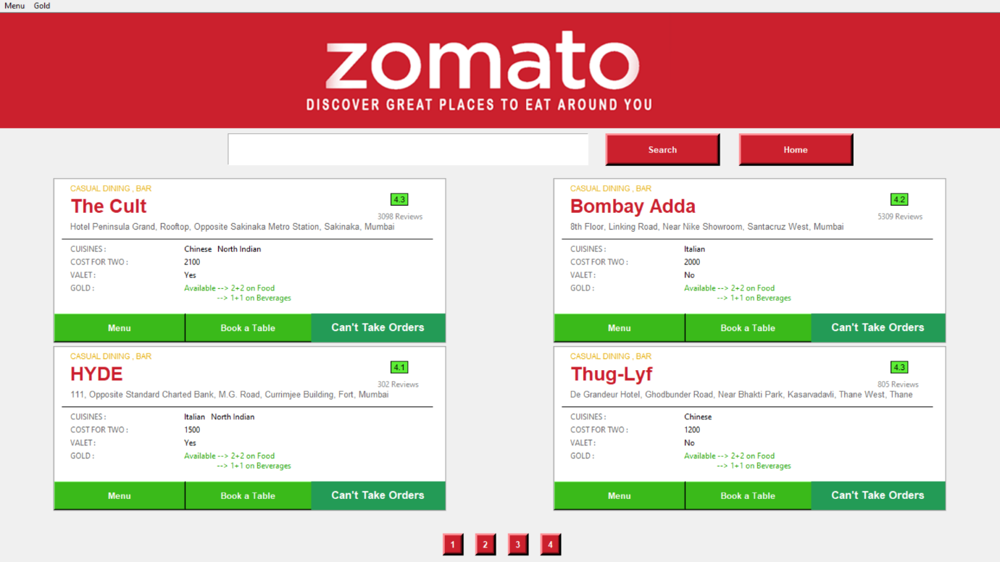 Menu Gold
zomato
DISCOVER GREAT PLACES TO EAT AROUND YOU
Search Home
CASUAL DINING , BAR
The Cult
4.3
3098 Reviews
Hotel Peninsula Grand, Rooftop, Opposite Sakinaka Metro Station, Sakinaka, Mumbai
CUISINES : Chinese North Indian
COST FOR TWO : 2100
VALET : Yes
GOLD : Available --> 2+2 on Food
--> 1+1 on Beverages
Menu Book a Table Can't Take Orders
CASUAL DINING , BAR
Bombay Adda
4.2
5309 Reviews
8th Floor, Linking Road, Near Nike Showroom, Santacruz West, Mumbai
CUISINES : Italian
COST FOR TWO : 2000
VALET : No
GOLD : Available --> 2+2 on Food
--> 1+1 on Beverages
Menu Book a Table Can't Take Orders
CASUAL DINING , BAR
HYDE
4.1
302 Reviews
111, Opposite Standard Charted Bank, M.G. Road, Currimjee Building, Fort, Mumbai
CUISINES : Italian North Indian
COST FOR TWO : 1500
VALET : Yes
GOLD : Available --> 2+2 on Food
--> 1+1 on Beverages
Menu Book a Table Can't Take Orders
CASUAL DINING , BAR
Thug-Lyf
4.3
805 Reviews
De Grandeur Hotel, Ghodbunder Road, Near Bhakti Park, Kasarvadavli, Thane West, Thane
CUISINES : Chinese
COST FOR TWO : 1200
VALET : No
GOLD : Available --> 2+2 on Food
--> 1+1 on Beverages
Menu Book a Table Can't Take Orders
1 2 3 4